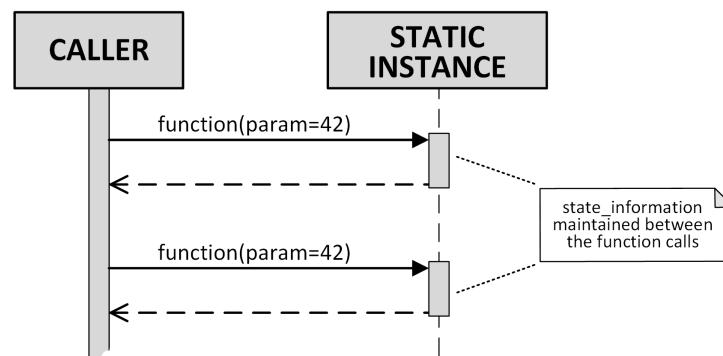 CALLER
STATIC
INSTANCE
function(param=42)
state_information
maintained between
the function calls
function(param=42)